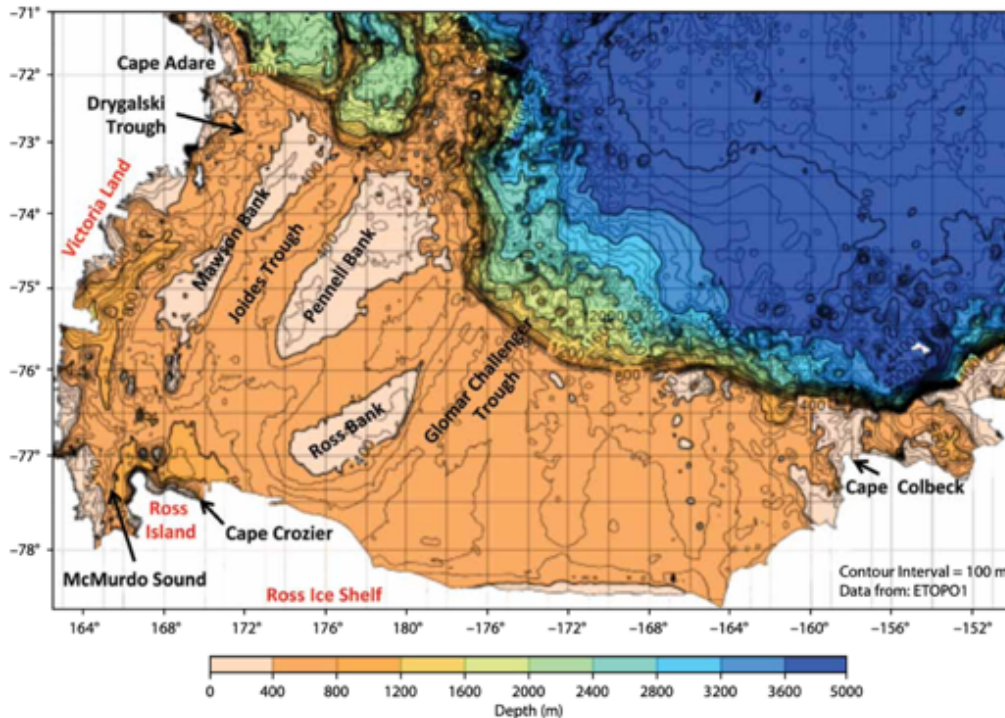 −71°
−72°
−73°
−74°
−75°
−76°
−77°
−78°
Cape Adare
Drygalski
Trough
Victoria Land
Mawson Bank
Joides Trough
Pennell Bank
Ross Bank
Glomar Challenger
Trough
Ross
Island
Cape Crozier
McMurdo Sound
Ross Ice Shelf
Cape Colbeck
Contour Interval = 100 m
Data from: ETOPO1
164° 168° 172° 176° 180° −176° −172° −168° −164° −160° −156° −152°
0 400 800 1200 1600 2000 2400 2800 3200 3600 5000
Depth (m)